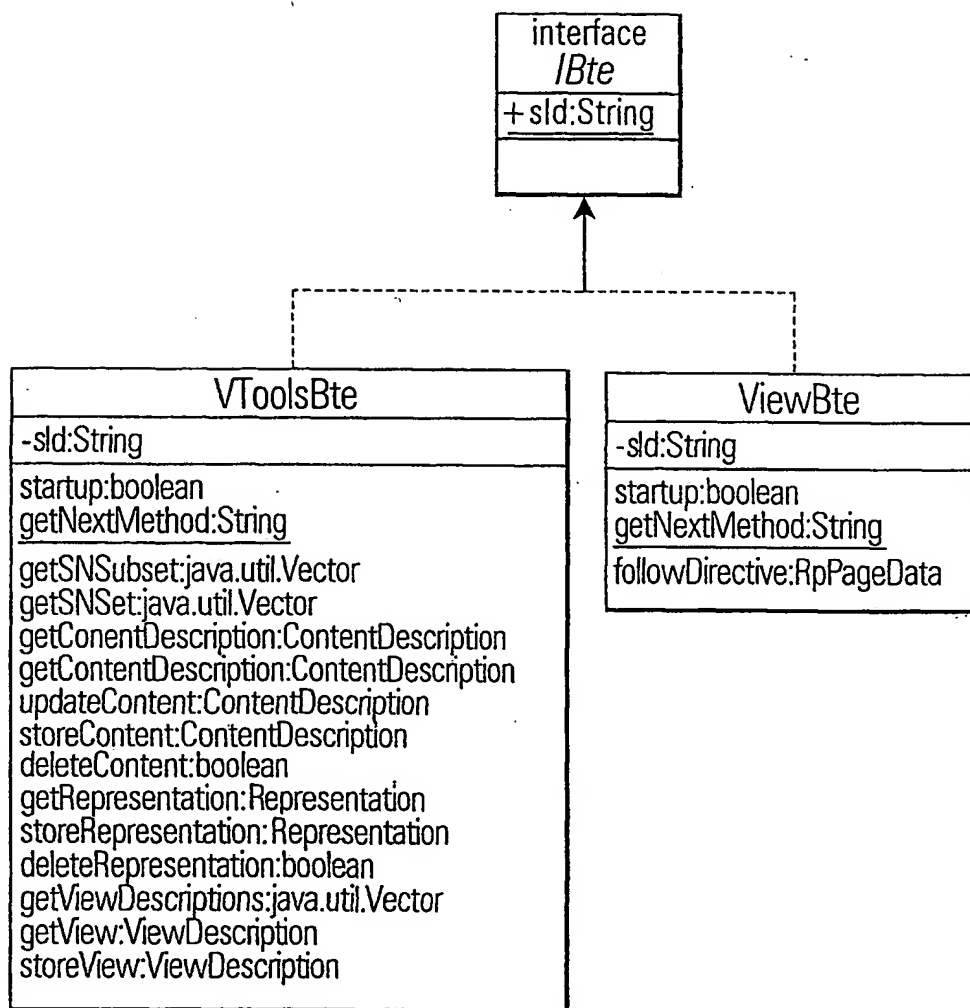 interface
IBte
+sId:String
VToolsBte
-sId:String
startup:boolean
getNextMethod:String
getSNSubset:java.util.Vector
getSNSet:java.util.Vector
getConentDescription:ContentDescription
getContentDescription:ContentDescription
updateContent:ContentDescription
storeContent:ContentDescription
deleteContent:boolean
getRepresentation:Representation
storeRepresentation:Representation
deleteRepresentation:boolean
getViewDescriptions:java.util.Vector
getView:ViewDescription
storeView:ViewDescription
ViewBte
-sId:String
startup:boolean
getNextMethod:String
followDirective:RpPageData